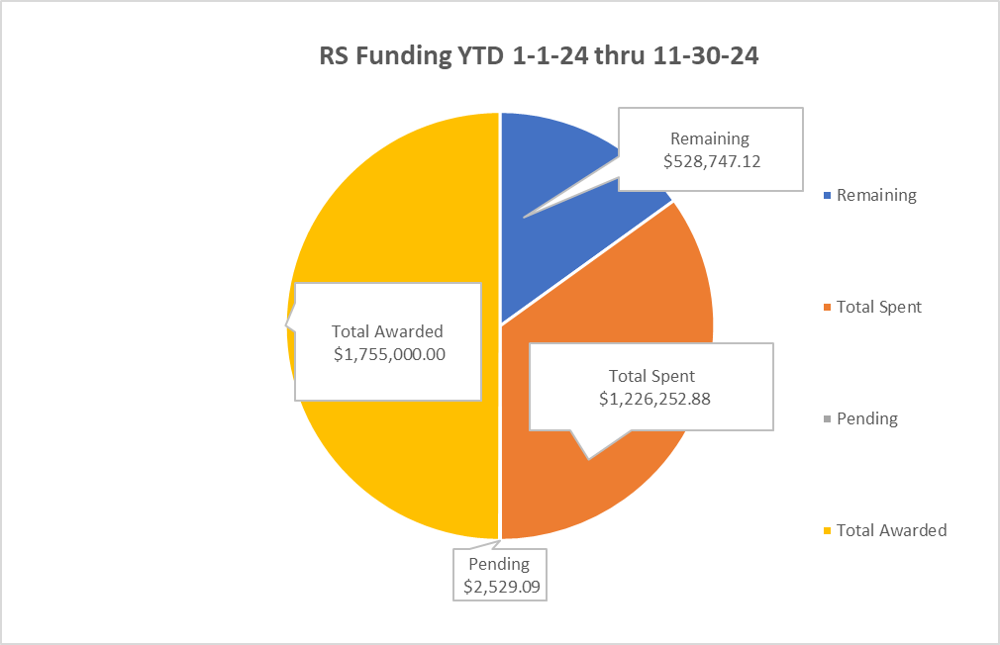 RS Funding YTD 1-1-24 thru 11-30-24
Remaining
$528,747.12
Remaining
Total Spent
Total Awarded
$1,755,000.00
Total Spent
$1,226,252.88
Pending
Total Awarded
Pending
$2,529.09